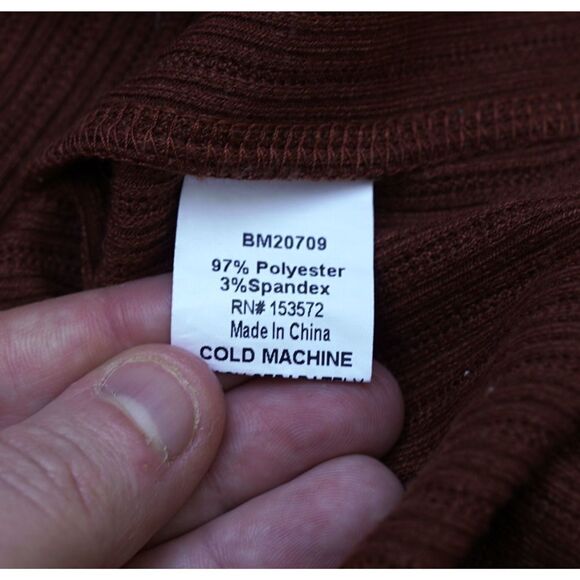 BM20709
97% Polyester
3%Spandex
RN# 153572
Made In China
COLD MACHINE